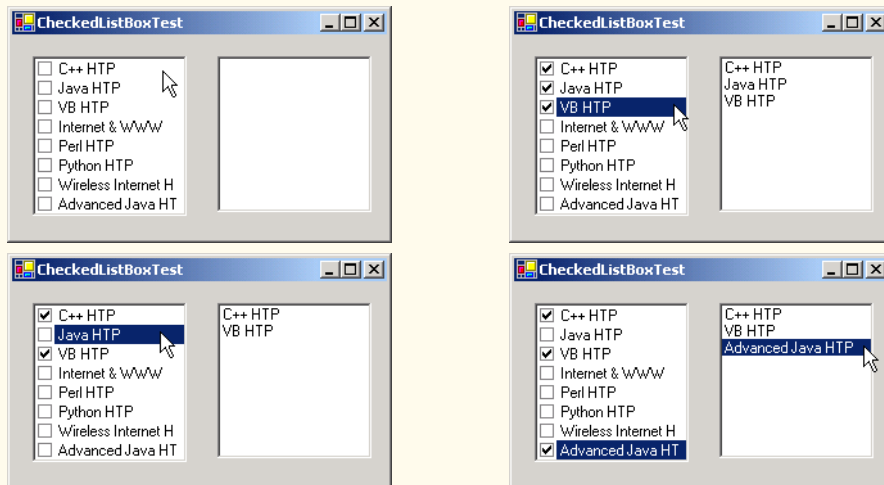 CheckedListBoxTest
C++ HTP
Java HTP
VB HTP
Internet & WWW
Perl HTP
Python HTP
Wireless Internet H
Advanced Java HT
CheckedListBoxTest
C++ HTP
Java HTP
VB HTP
Internet & WWW
Perl HTP
Python HTP
Wireless Internet H
Advanced Java HT
C++ HTP
Java HTP
VB HTP
CheckedListBoxTest
C++ HTP
Java HTP
VB HTP
Internet & WWW
Perl HTP
Python HTP
Wireless Internet H
Advanced Java HT
C++ HTP
VB HTP
CheckedListBoxTest
C++ HTP
Java HTP
VB HTP
Internet & WWW
Perl HTP
Python HTP
Wireless Internet H
Advanced Java HT
C++ HTP
VB HTP
Advanced Java HTP